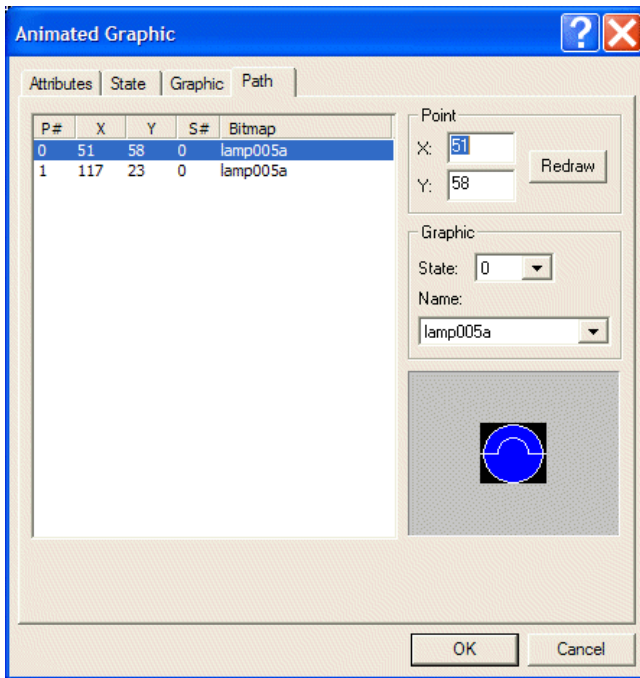 Animated Graphic
Attributes State Graphic Path
P# X Y S# Bitmap
0 51 58 0 lamp005a
1 117 23 0 lamp005a
Point
X: 51
Y: 58
Redraw
Graphic
State: 0
Name:
lamp005a
OK Cancel